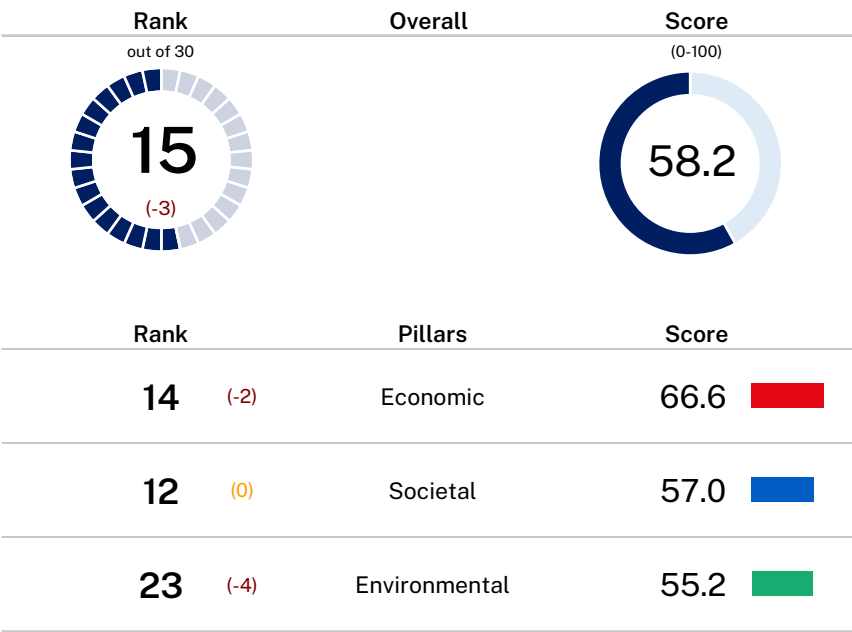 Rank Overall Score
out of 30 (0-100)
15 58.2
(-3)
Rank Pillars Score
14 (-2) Economic 66.6
12 (0) Societal 57.0
23 (-4) Environmental 55.2